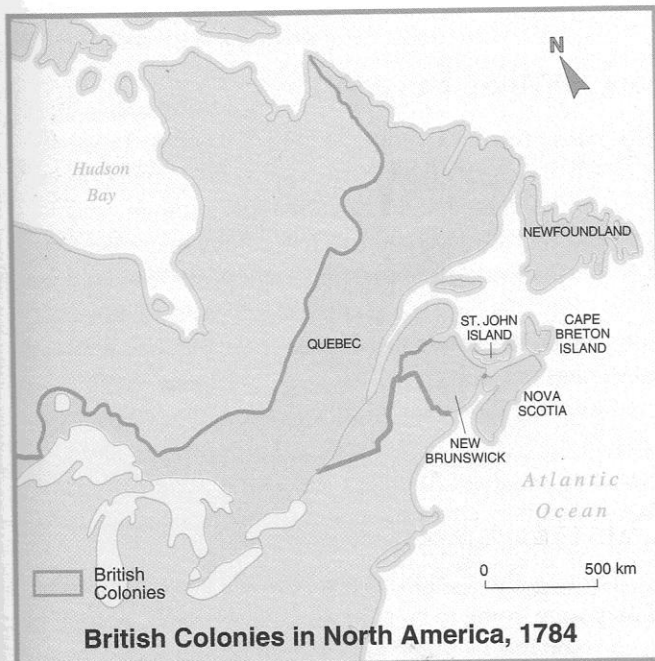 N
Hudson
Bay
NEWFOUNDLAND
ST. JOHN
ISLAND
CAPE
BRETON
ISLAND
QUEBEC
NOVA
SCOTIA
NEW
BRUNSWICK
Atlantic
Ocean
0 500 km
British
Colonies
British Colonies in North America, 1784